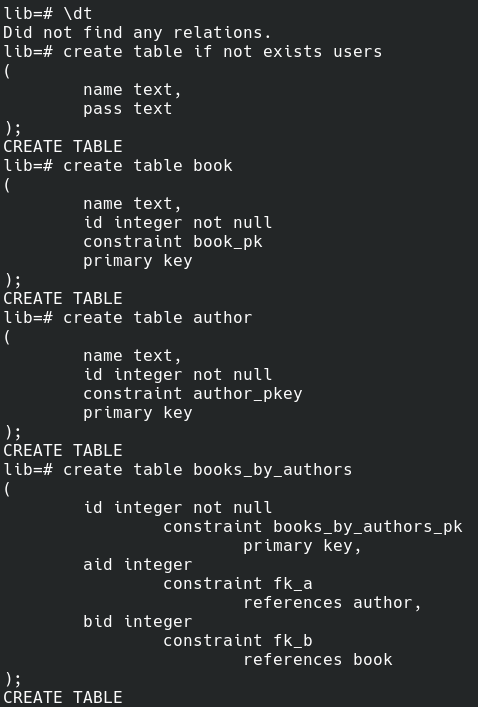 lib=# \dt
Did not find any relations.
lib=# create table if not exists users
(
        name text,
        pass text
);
CREATE TABLE
lib=# create table book
(
        name text,
        id integer not null
        constraint book_pk
        primary key
);
CREATE TABLE
lib=# create table author
(
        name text,
        id integer not null
        constraint author_pkey
        primary key
);
CREATE TABLE
lib=# create table books_by_authors
(
        id integer not null
                constraint books_by_authors_pk
                        primary key,
        aid integer
                constraint fk_a
                        references author,
        bid integer
                constraint fk_b
                        references book
);
CREATE TABLE